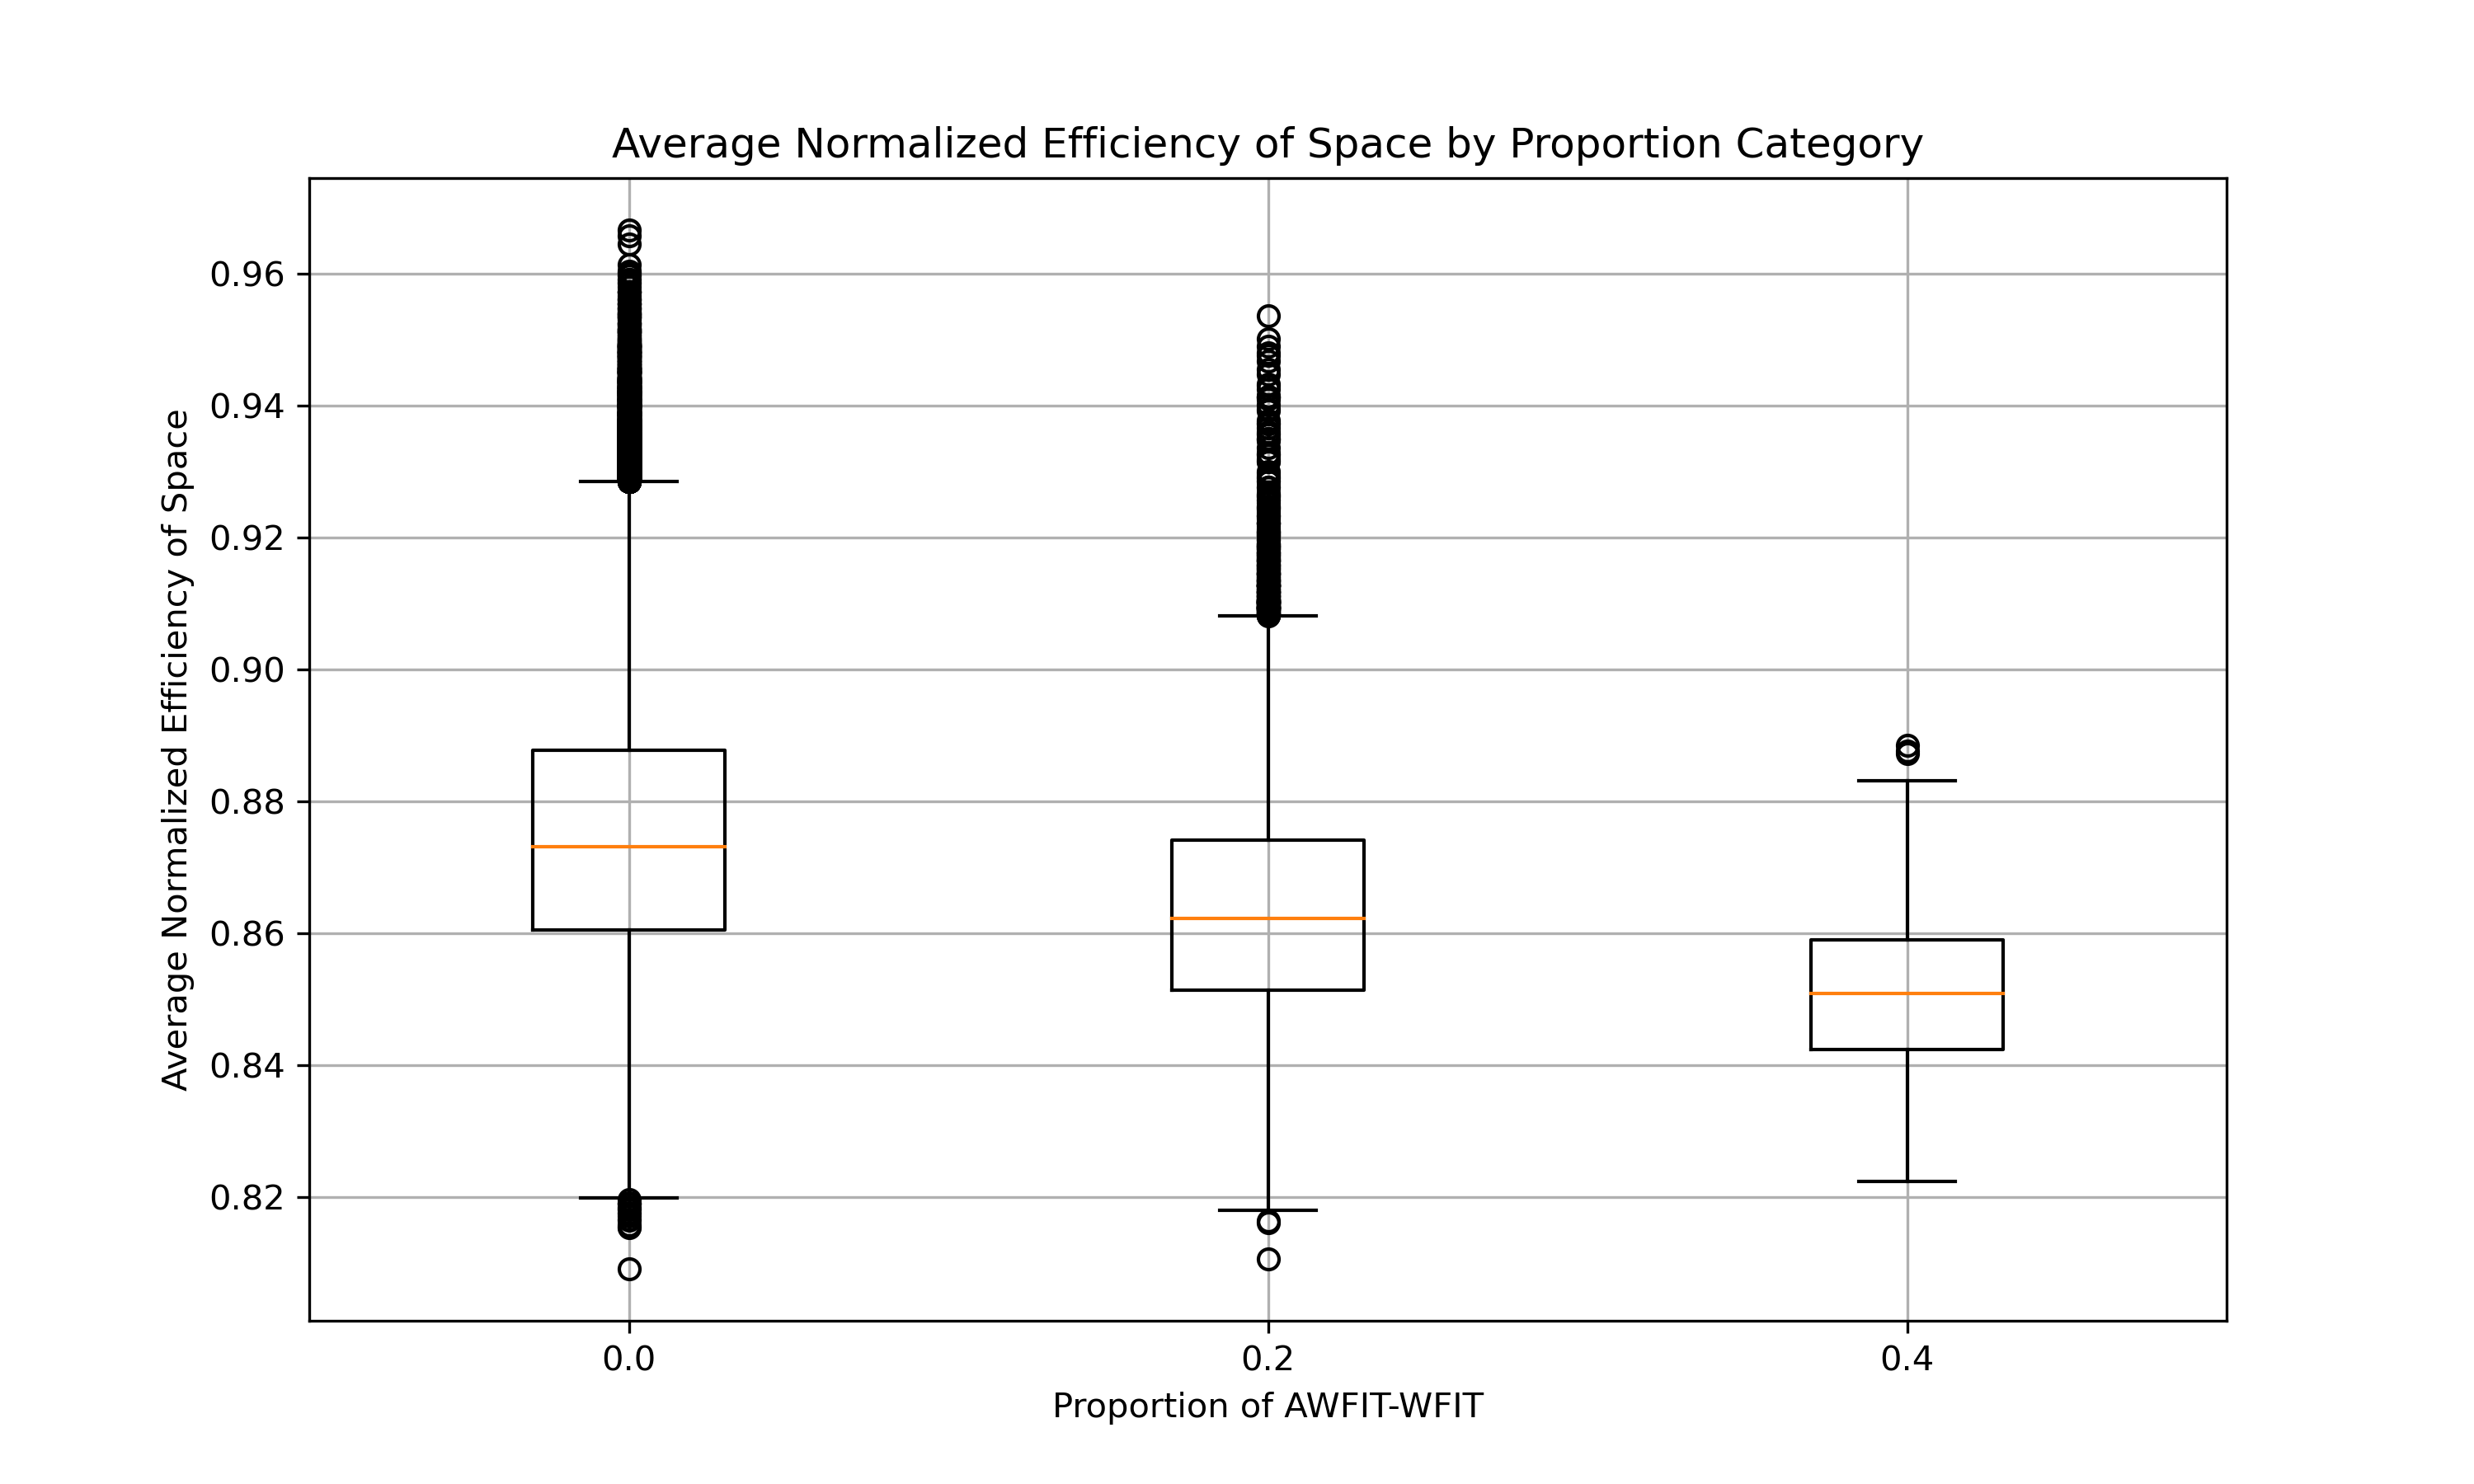 Average Normalized Efficiency of Space by Proportion Category
Average Normalized Efficiency of Space
0.96
0.94
0.92
0.90
0.88
0.86
0.84
0.82
0.0 0.2 0.4
Proportion of AWFIT-WFIT